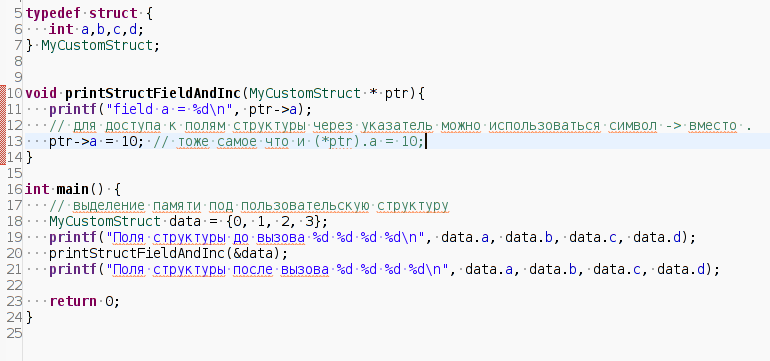 5 typedef struct {
6 int a,b,c,d;
7 } MyCustomStruct;
8
9
10 void printStructFieldAndInc(MyCustomStruct * ptr){
11 printf("field a = %d\n", ptr->a);
12 // для доступа к полям структуры через указатель можно использоваться символ -> вместо .
13 ptr->a = 10; // тоже самое что и (*ptr).a = 10;
14 }
15
16 int main() {
17 // выделение памяти под пользовательскую структуру
18 MyCustomStruct data = {0, 1, 2, 3};
19 printf("Поля структуры до вызова %d %d %d %d\n", data.a, data.b, data.c, data.d);
20 printStructFieldAndInc(&data);
21 printf("Поля структуры после вызова %d %d %d %d\n", data.a, data.b, data.c, data.d);
22
23 return 0;
24 }
25